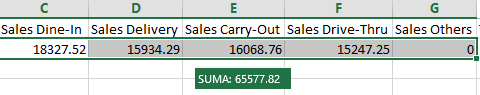 C D E F G
Sales Dine-In Sales Delivery Sales Carry-Out Sales Drive-Thru Sales Others
18327.52 15934.29 16068.76 15247.25 0
SUMA: 65577.82